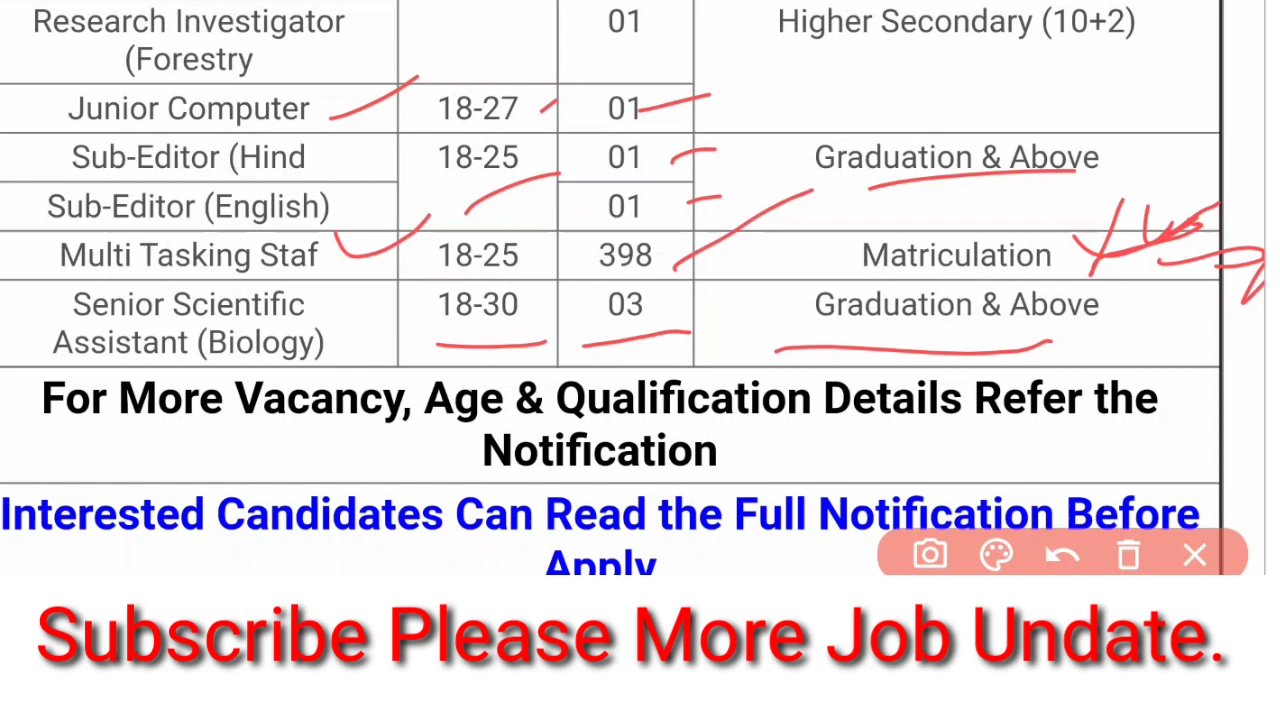 Research Investigator (Forestry 01 Higher Secondary (10+2)
Junior Computer 18-27 01
Sub-Editor (Hind 18-25 01 Graduation & Above
Sub-Editor (English) 01
Multi Tasking Staf 18-25 398 Matriculation
Senior Scientific Assistant (Biology) 18-30 03 Graduation & Above
For More Vacancy, Age & Qualification Details Refer the
Notification
Interested Candidates Can Read the Full Notification Before
Apply
Subscribe Please More Job Undate.